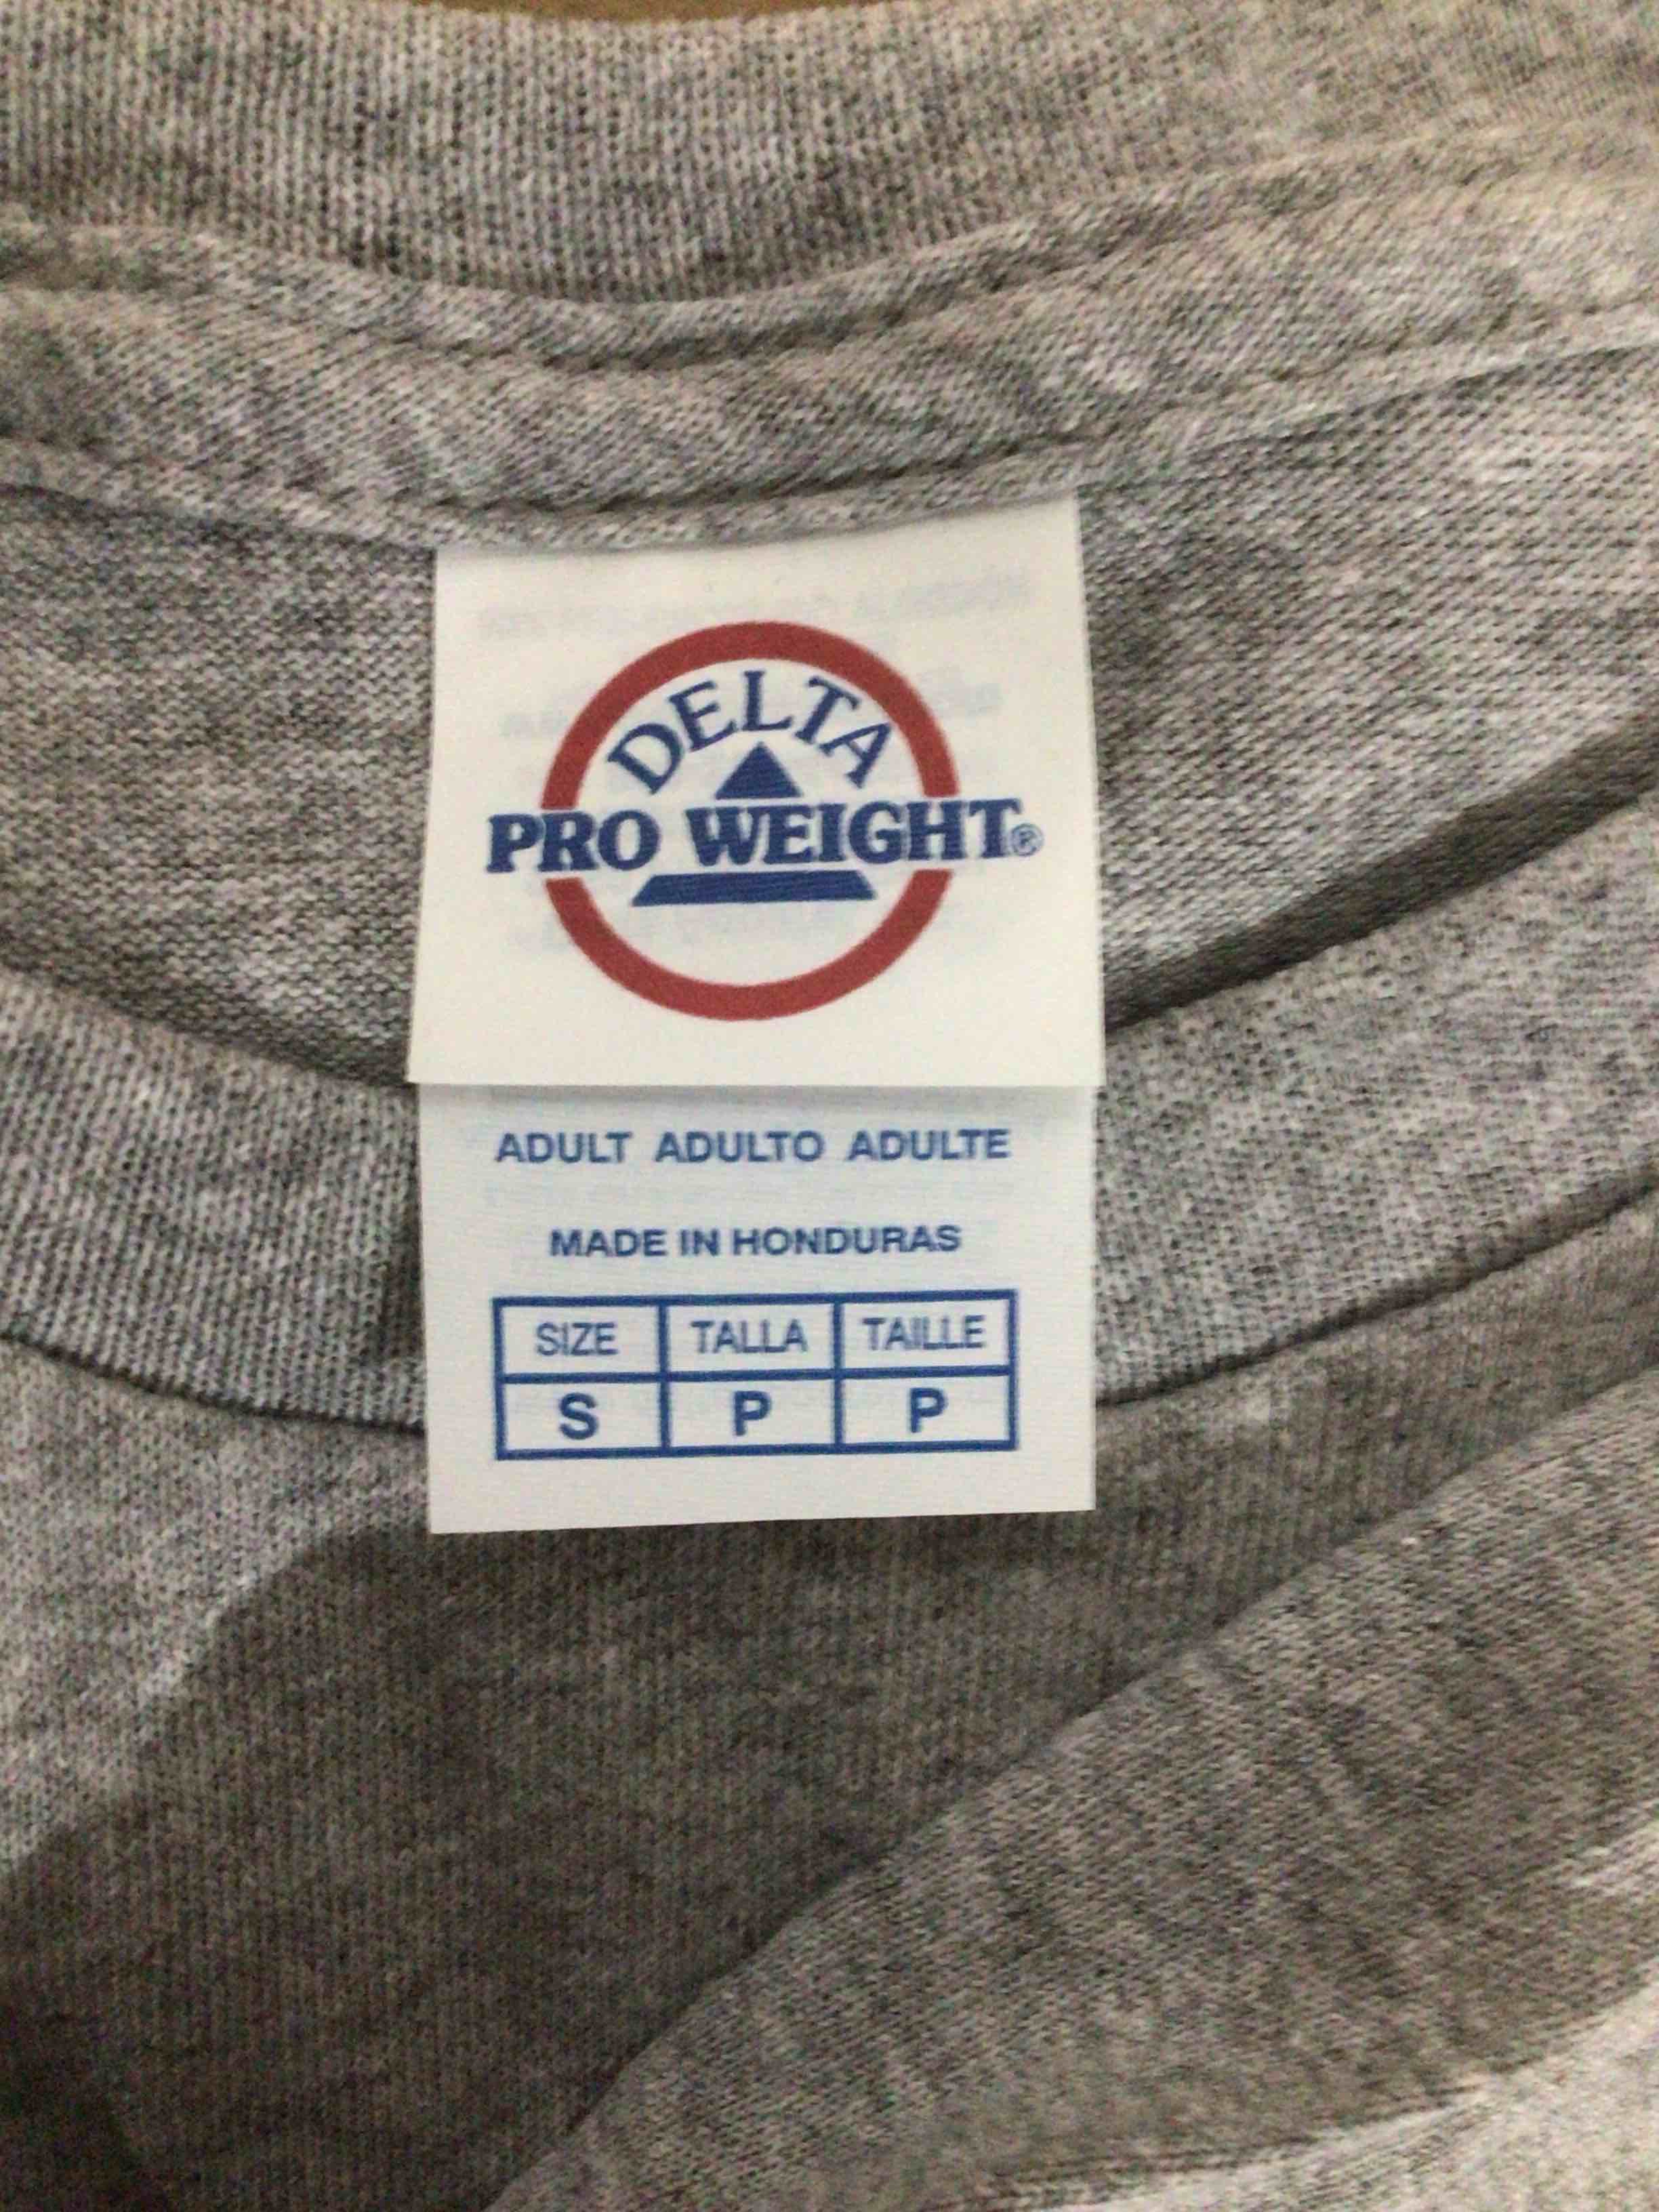 DELTA
PRO WEIGHT®
ADULT ADULTO ADULTE
MADE IN HONDURAS
SIZE TALLA TAILLE
S P P